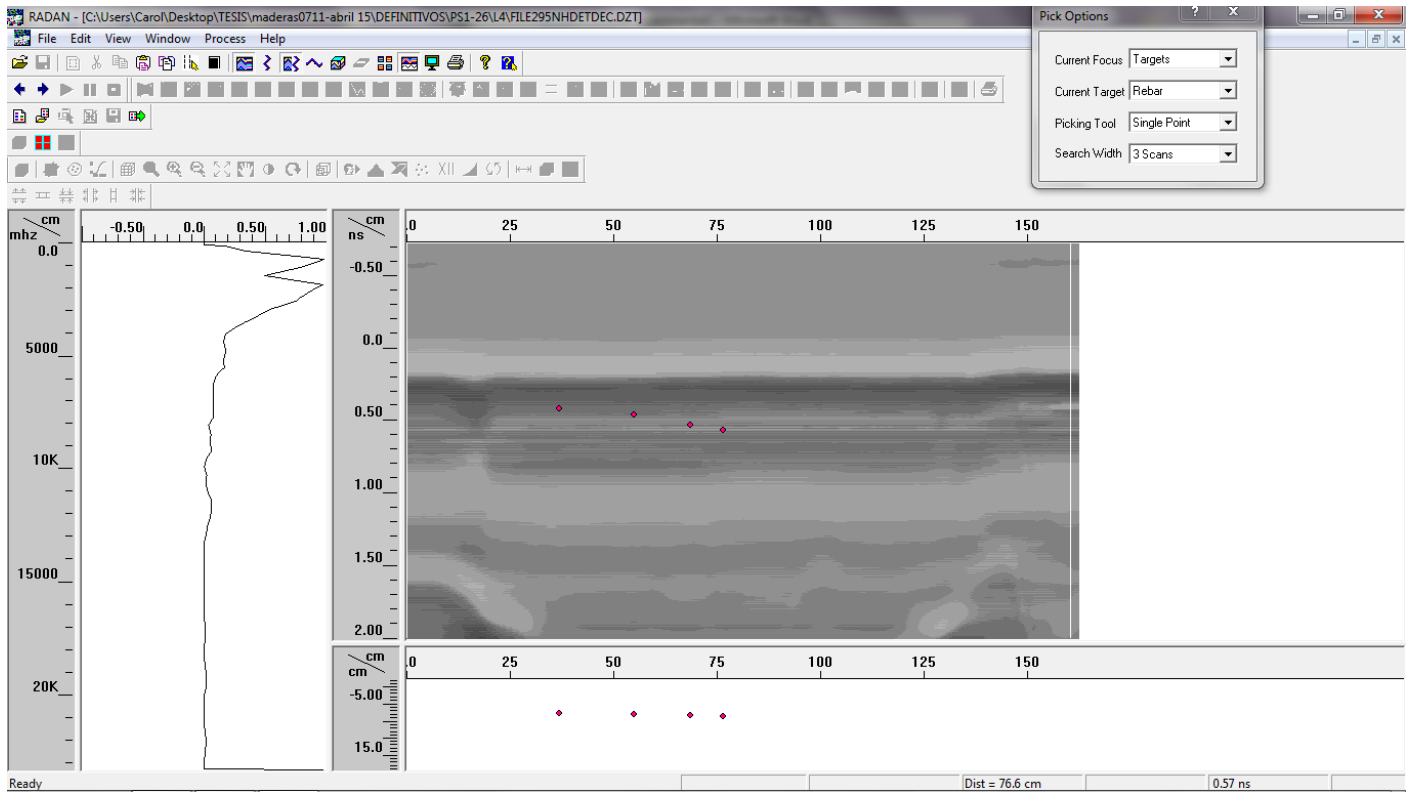 RADAN - [C:\Users\Carol\Desktop\TESIS\maderas0711-abril 15\DEFINITIVOS\PS1-26\L4\FILE295NHDETDEC.DZT]
Pick Options
File Edit View Window Process Help
Current Focus Targets
Current Target Rebar
Picking Tool Single Point
Search Width 3 Scans
XII
cm
mhz
-0.50 0.0 0.50 1.00
cm
ns
.0 25 50 75 100 125 150
0.0
5000
10K
15000
20K
-0.50
0.0
0.50
1.00
1.50
2.00
cm
cm
.0 25 50 75 100 125 150
-5.00
15.0
Ready
Dist = 76.6 cm
0.57 ns